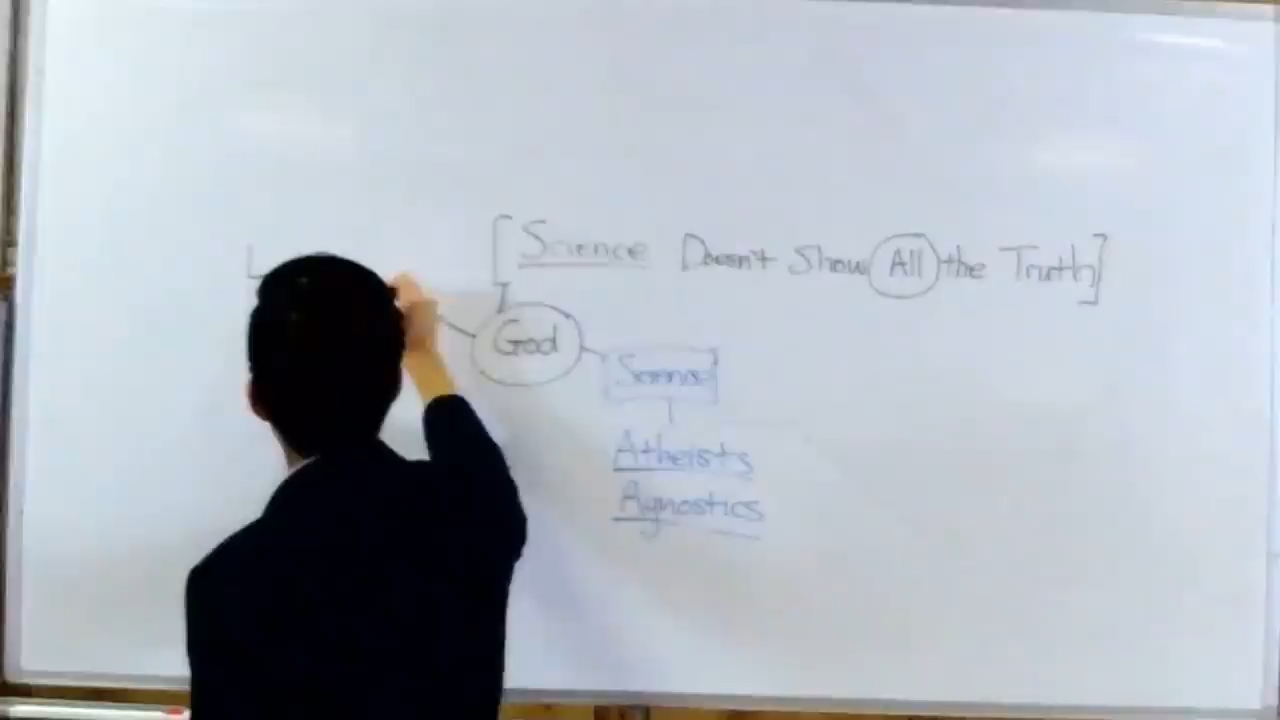 [Science Doesn't Show All the Truth]
God
Science
Atheists
Agnostics